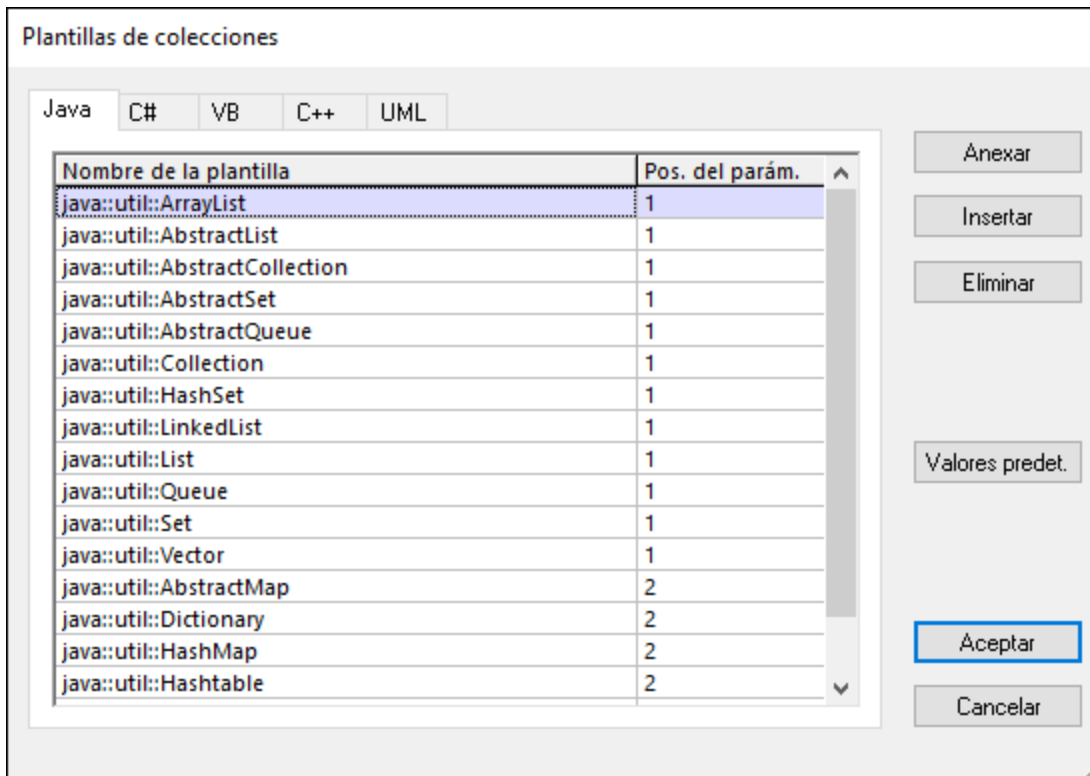 Plantillas de colecciones
Java C# VB C++ UML
Nombre de la plantilla Pos. del parám.
java::util::ArrayList 1
java::util::AbstractList 1
java::util::AbstractCollection 1
java::util::AbstractSet 1
java::util::AbstractQueue 1
java::util::Collection 1
java::util::HashSet 1
java::util::LinkedList 1
java::util::List 1
java::util::Queue 1
java::util::Set 1
java::util::Vector 1
java::util::AbstractMap 2
java::util::Dictionary 2
java::util::HashMap 2
java::util::Hashtable 2
Anexar
Insertar
Eliminar
Valores predet.
Aceptar
Cancelar